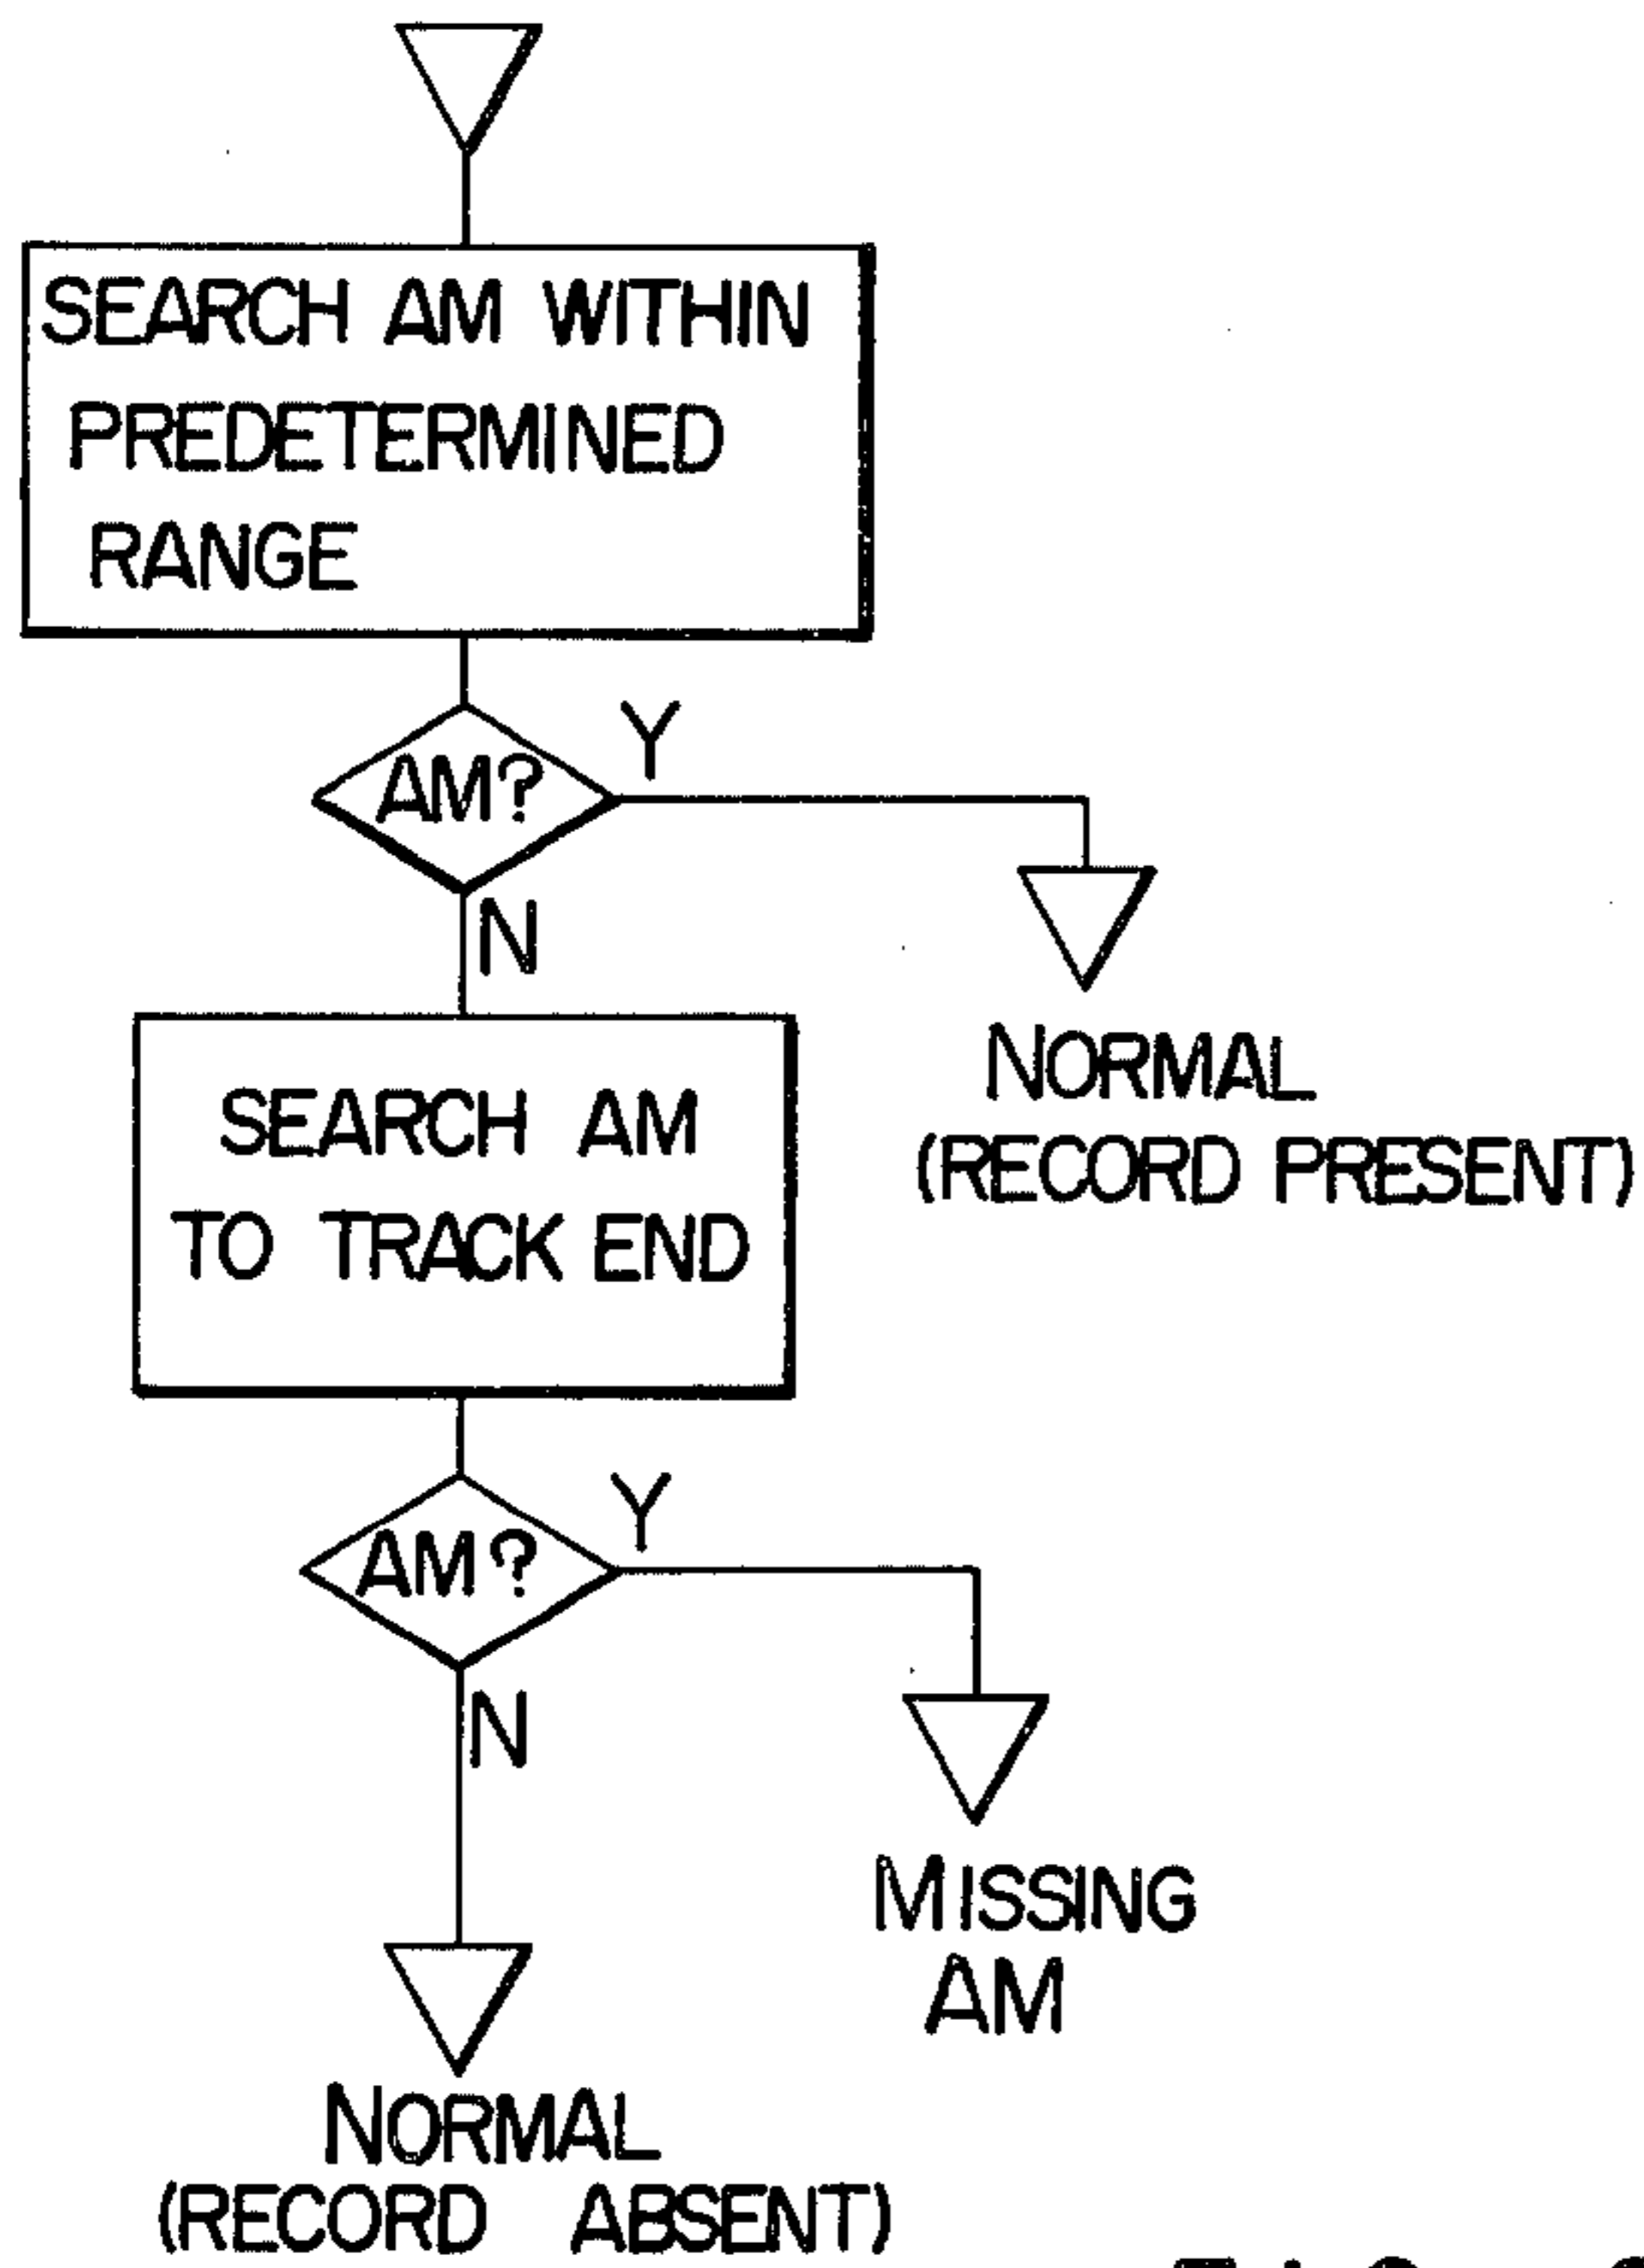 SEARCH AM WITHIN
PREDETERMINED
RANGE
AM?
Y
N
NORMAL
(RECORD PRESENT)
SEARCH AM
TO TRACK END
AM?
Y
N
MISSING
AM
NORMAL
(RECORD ABSENT)